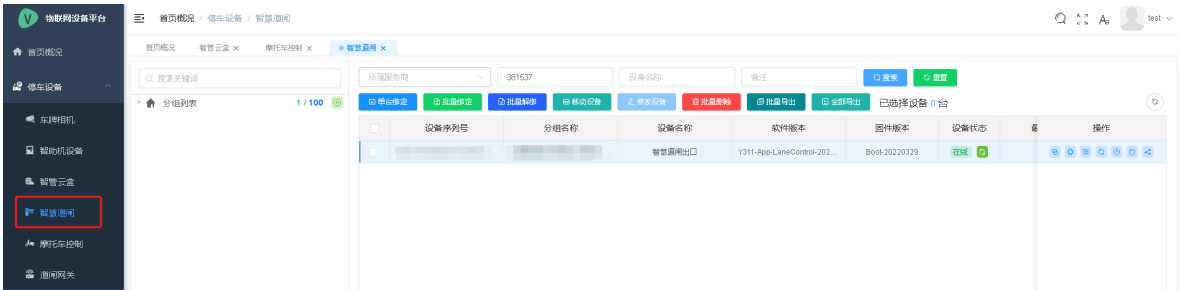 物联网设备平台
首页概况 / 停车设备 / 智慧道闸
test
首页概况 智管云盒 × 摩托车控制 × 智慧道闸 ×
首页概况
停车设备
车牌相机
智助机设备
智管云盒
智慧道闸
摩托车控制
道闸网关
搜索关键词
分组列表 1 / 100
所属服务商 381537 设备名称 备注 搜索 重置
单台绑定 批量绑定 批量解绑 移动设备 修改设备 批量删除 批量导出 全部导出 已选择设备 0 台
设备序列号 分组名称 设备名称 软件版本 固件版本 设备状态 操作
智慧道闸出口 Y311-App-LaneControl-202... Boot-20220329 在线